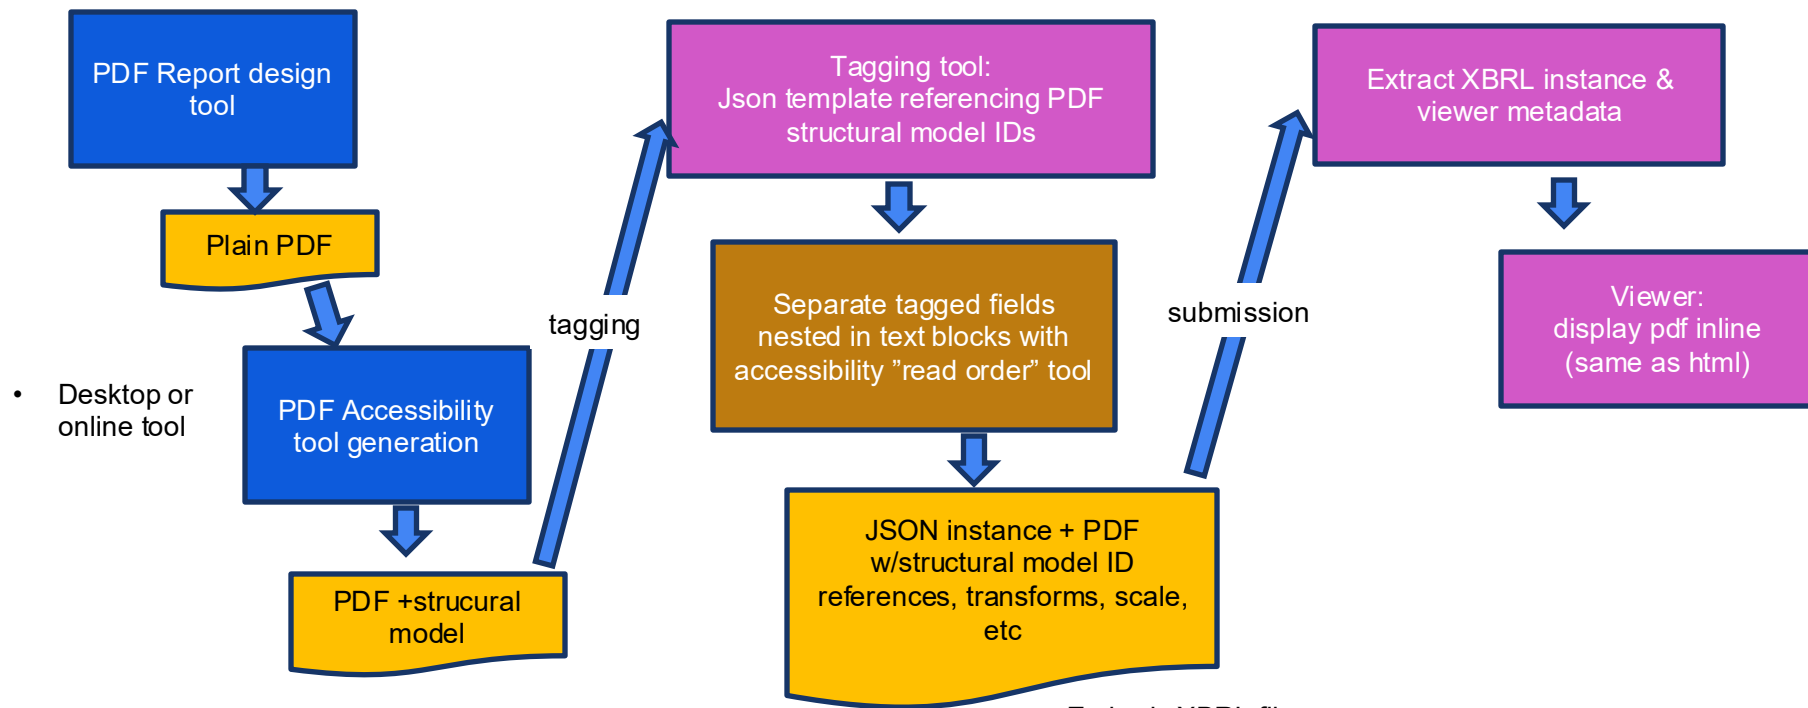 PDF Report design
tool
Plain PDF
• Desktop or
online tool
PDF Accessibility
tool generation
PDF +strucural
model
tagging
Tagging tool:
Json template referencing PDF
structural model IDs
Separate tagged fields
nested in text blocks with
accessibility ”read order” tool
JSON instance + PDF
w/structural model ID
references, transforms, scale,
etc
submission
Extract XBRL instance &
viewer metadata
Viewer:
display pdf inline
(same as html)